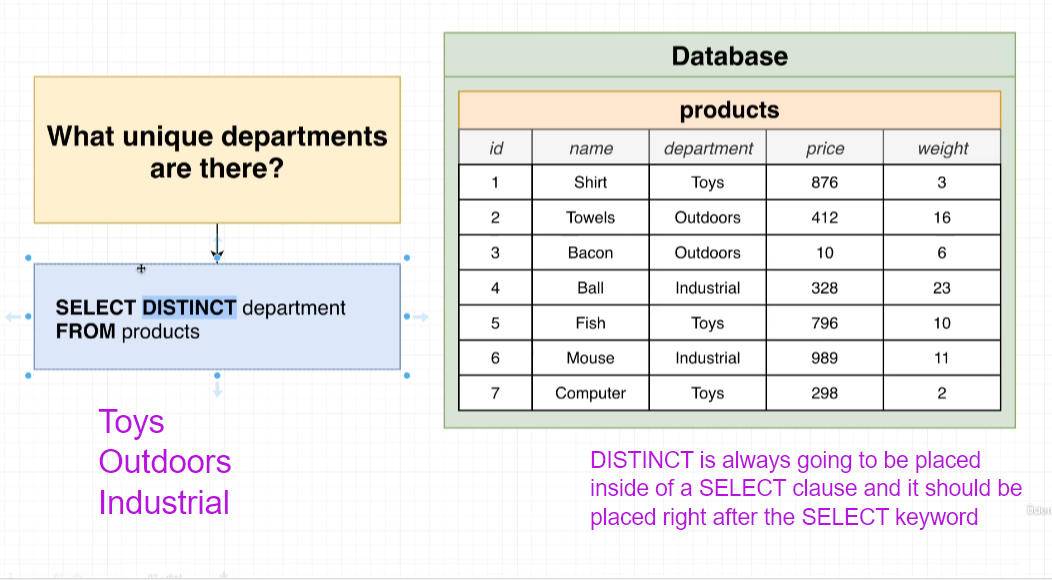 What unique departments
are there?
SELECT DISTINCT department
FROM products
Toys
Outdoors
Industrial
Database
products
id name department price weight
1 Shirt Toys 876 3
2 Towels Outdoors 412 16
3 Bacon Outdoors 10 6
4 Ball Industrial 328 23
5 Fish Toys 796 10
6 Mouse Industrial 989 11
7 Computer Toys 298 2
DISTINCT is always going to be placed
inside of a SELECT clause and it should be
placed right after the SELECT keyword